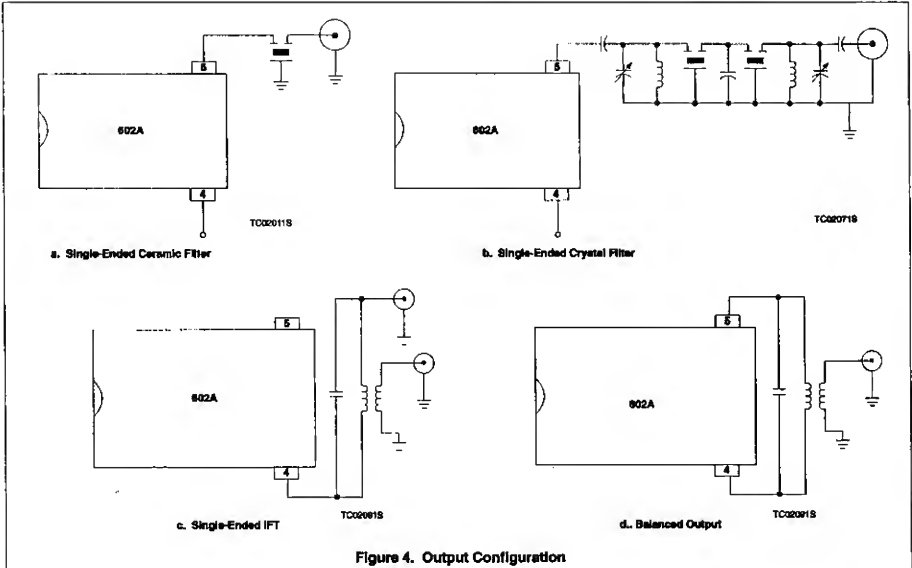 5
602A
4
TC02011S
a. Single-Ended Ceramic Filter
5
602A
4
TC02071S
b. Single-Ended Crystal Filter
5
602A
4
TC02081S
c. Single-Ended IFT
5
602A
4
TC02091S
d.. Balanced Output
Figure 4. Output Configuration